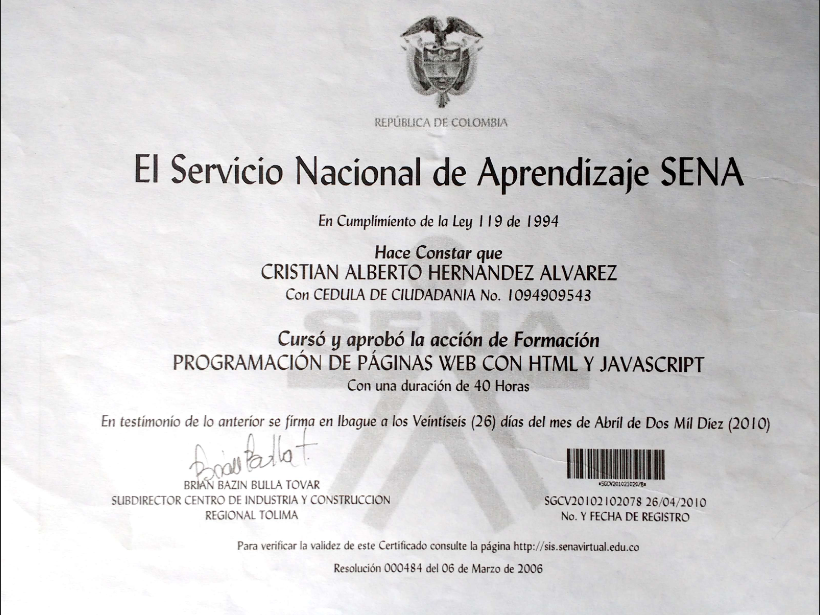 REPÚBLICA DE COLOMBIA
El Servicio Nacional de Aprendizaje SENA
En Cumplimiento de la Ley 119 de 1994
Hace Constar que
CRISTIAN ALBERTO HERNANDEZ ALVAREZ
Con CEDULA DE CIUDADANIA No. 1094909543
SENA
Cursó y aprobó la acción de Formación
PROGRAMACIÓN DE PÁGINAS WEB CON HTML Y JAVASCRIPT
Con una duración de 40 Horas
En testimonio de lo anterior se firma en Ibague a los Veintiseis (26) días del mes de Abril de Dos Mil Diez (2010)
Brian Bulla T.
BRIAN BAZIN BULLA TOVAR
SUBDIRECTOR CENTRO DE INDUSTRIA Y CONSTRUCCION
REGIONAL TOLIMA
*SGCV20102102078*
SGCV20102102078 26/04/2010
No. Y FECHA DE REGISTRO
Para verificar la validez de este Certificado consulte la página http://sis.senavirtual.edu.co
Resolución 000484 del 06 de Marzo de 2006